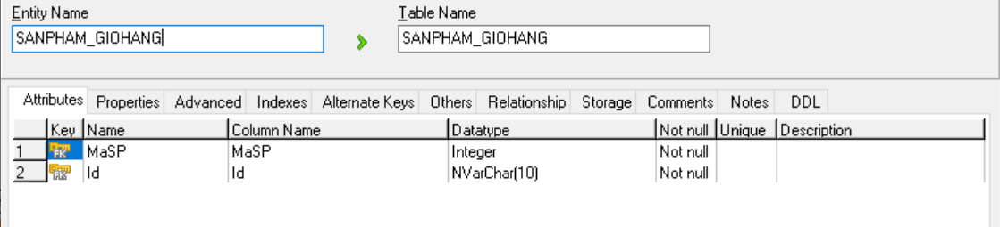 Entity Name Table Name
SANPHAM_GIOHANG SANPHAM_GIOHANG
Attributes Properties Advanced Indexes Alternate Keys Others Relationship Storage Comments Notes DDL
Key Name Column Name Datatype Not null Unique Description
1 FK MaSP MaSP Integer Not null
2 FK Id Id NVarChar(10) Not null